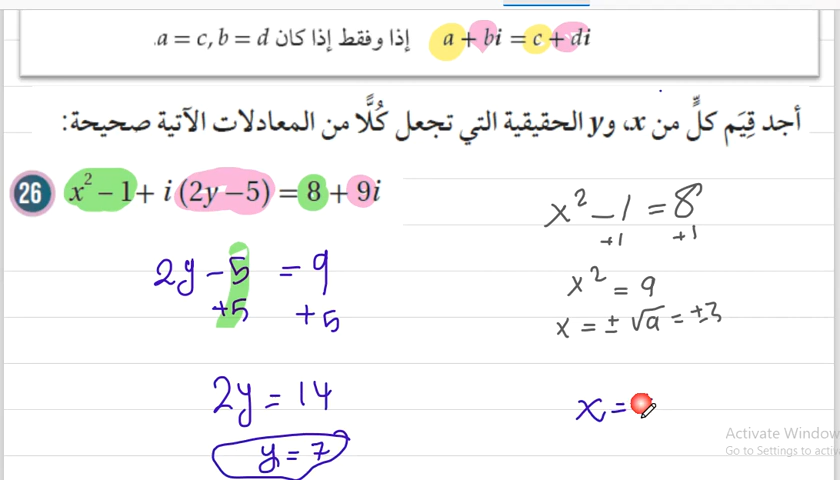 a + bi = c + di إذا وفقط إذا كان a = c, b = d.
أجد قِيَم كلٍّ من x، وy الحقيقية التي تجعل كُلًّا من المعادلات الآتية صحيحة:
26 x² − 1 + i (2y − 5) = 8 + 9i
x² − 1 = 8
+1 +1
x² = 9
x = ± √9 = ±3
x =
2y − 5 = 9
+5 +5
2y = 14
y = 7
Activate Window
Go to Settings to activ